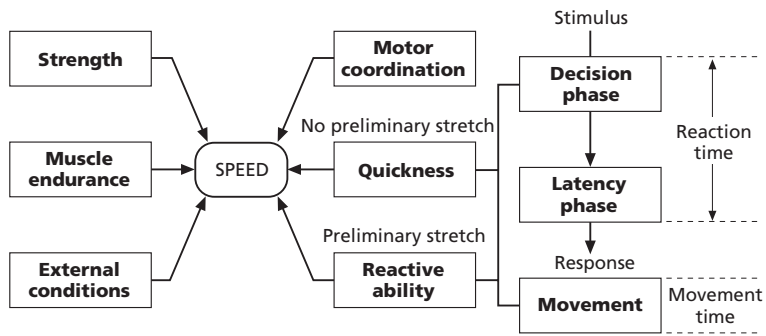 Stimulus
Strength
Motor
coordination
Decision
phase
No preliminary stretch
Reaction
time
Muscle
endurance
SPEED
Quickness
Latency
phase
Preliminary stretch
Response
External
conditions
Reactive
ability
Movement
Movement
time